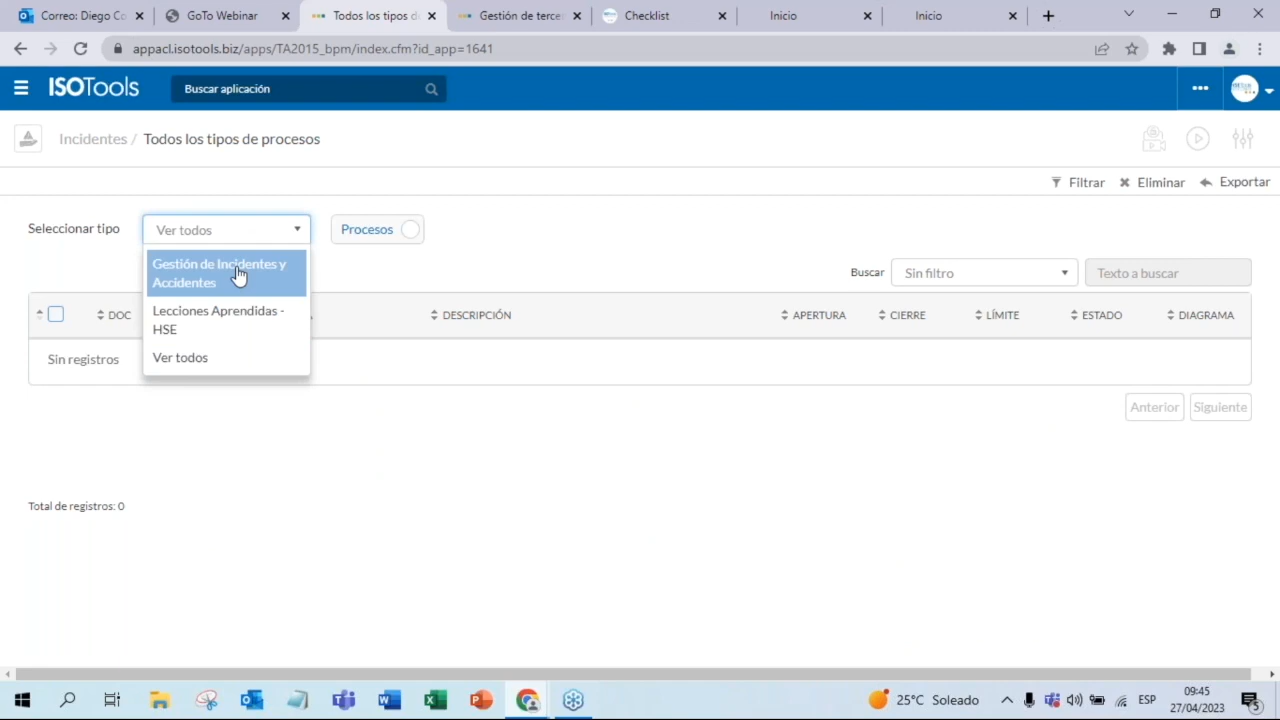 Correo: Diego Co
GoTo Webinar
Todos los tipos d
Gestión de terce
Checklist
Inicio
Inicio
appacl.isotools.biz/apps/TA2015_bpm/index.cfm?id_app=1641
ISOTools
Buscar aplicación
Incidentes / Todos los tipos de procesos
Filtrar
Eliminar
Exportar
Seleccionar tipo
Ver todos
Procesos
Gestión de Incidentes y
Accidentes
Lecciones Aprendidas -
HSE
Ver todos
Buscar
Sin filtro
Texto a buscar
DOC
DESCRIPCIÓN
APERTURA
CIERRE
LÍMITE
ESTADO
DIAGRAMA
Sin registros
Anterior
Siguiente
Total de registros: 0
25°C Soleado
ESP
09:45
27/04/2023
5